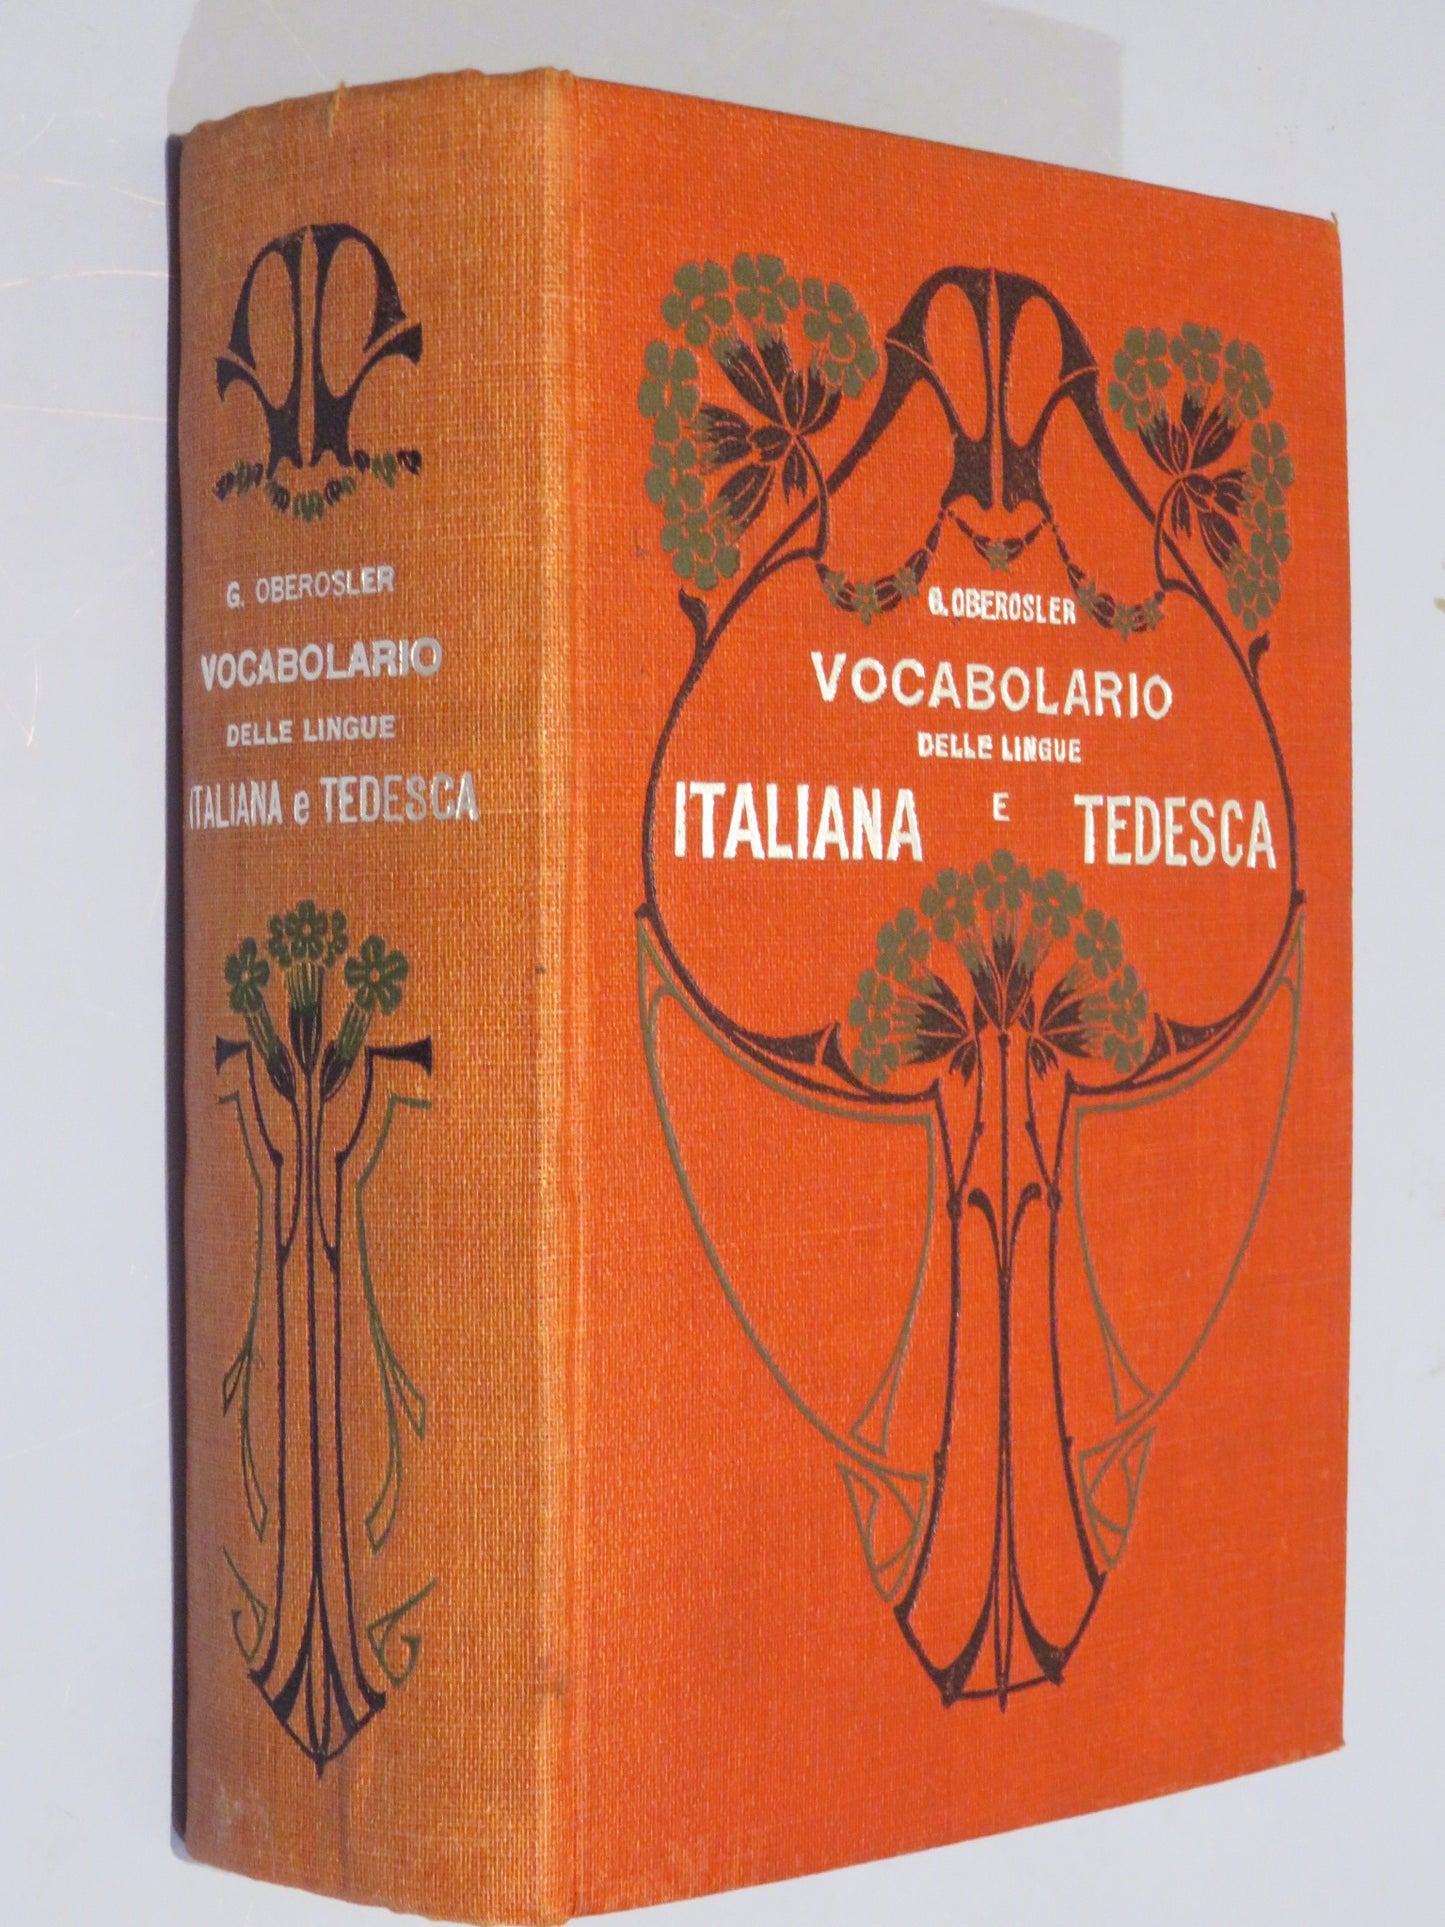 G. OBEROSLER
VOCABOLARIO
DELLE LINGUE
ITALIANA e TEDESCA
G. OBEROSLER
VOCABOLARIO
DELLE LINGUE
ITALIANA E TEDESCA